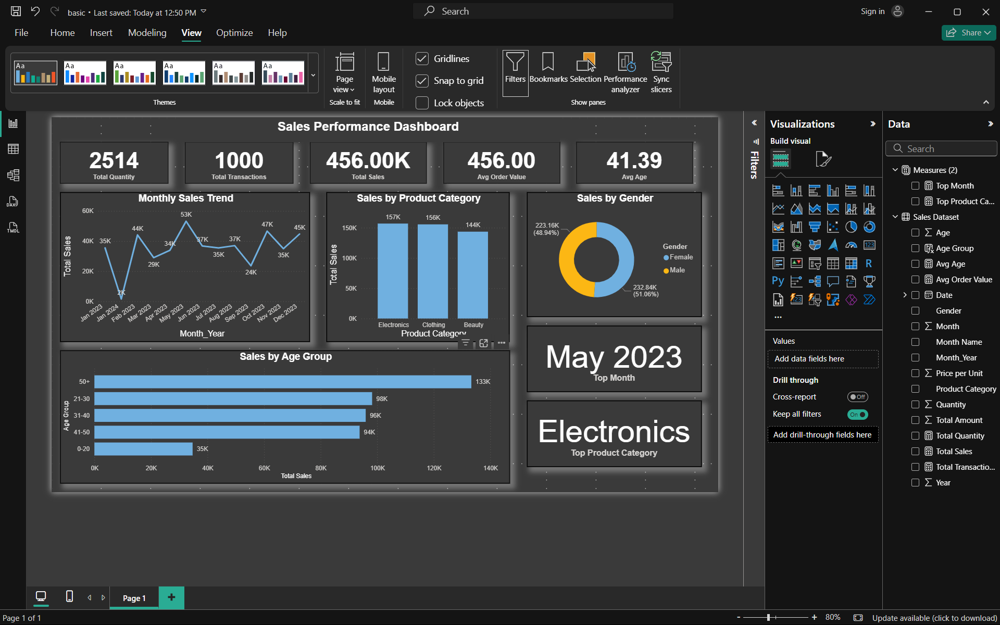 basic • Last saved: Today at 12:50 PM
Search
Sign in
File
Home
Insert
Modeling
View
Optimize
Help
Share
Aa
Aa
Aa
Aa
Aa
Aa
Themes
Page view
Scale to fit
Mobile layout
Mobile
Gridlines
Snap to grid
Lock objects
Filters
Bookmarks
Selection
Performance analyzer
Sync slicers
Show panes
DAX
TMDL
Sales Performance Dashboard
2514
Total Quantity
1000
Total Transactions
456.00K
Total Sales
456.00
Avg Order Value
41.39
Avg Age
Monthly Sales Trend
Total Sales
60K
40K
20K
0K
35K
2K
44K
29K
34K
53K
37K
35K
37K
24K
47K
35K
45K
Jan 2023
Jan 2024
Feb 2023
Mar 2023
Apr 2023
May 2023
Jun 2023
Jul 2023
Aug 2023
Sep 2023
Oct 2023
Nov 2023
Dec 2023
Month_Year
Sales by Product Category
Total Sales
150K
100K
50K
0K
157K
156K
144K
Electronics
Clothing
Beauty
Product Category
Sales by Gender
223.16K
(48.94%)
232.84K
(51.06%)
Gender
Female
Male
Sales by Age Group
Age Group
50+
133K
21-30
98K
31-40
96K
41-50
94K
0-20
35K
0K
20K
40K
60K
80K
100K
120K
140K
Total Sales
May 2023
Top Month
Electronics
Top Product Category
Filters
Visualizations
Build visual
123
R
Py
123
Values
Add data fields here
Drill through
Cross-report
Off
Keep all filters
On
Add drill-through fields here
Data
Search
Measures (2)
Top Month
Top Product Ca...
Sales Dataset
Age
Age Group
Avg Age
Avg Order Value
Date
Gender
Month
Month Name
Month_Year
Price per Unit
Product Category
Quantity
Total Amount
Total Quantity
Total Sales
Total Transactio...
Year
Page 1
Page 1 of 1
80%
Update available (click to download)